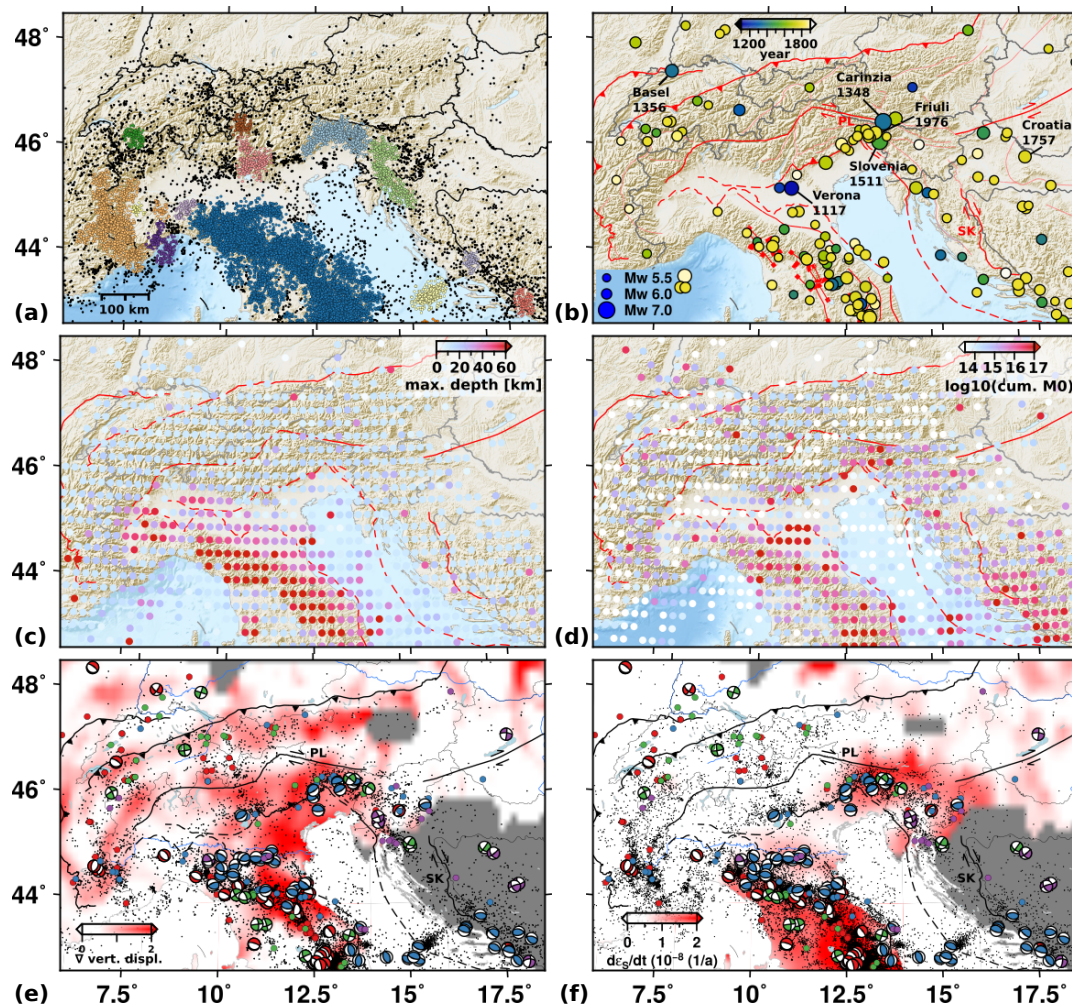 48°
46°
44°
(a)
100 km
(b)
1200 1800
year
Basel
1356
Carinzia
1348
Friuli
1976
Croatia
1757
PL
Slovenia
1511
Verona
1117
SK
Mw 5.5
Mw 6.0
Mw 7.0
48°
46°
44°
(c)
0 20 40 60
max. depth [km]
(d)
14 15 16 17
log10(cum. M0)
48°
46°
44°
(e)
PL
SK
0 2
∇ vert. displ.
7.5° 10° 12.5° 15° 17.5°
(f)
PL
SK
0 1 2
dεs/dt (10⁻⁸ (1/a)
7.5° 10° 12.5° 15° 17.5°